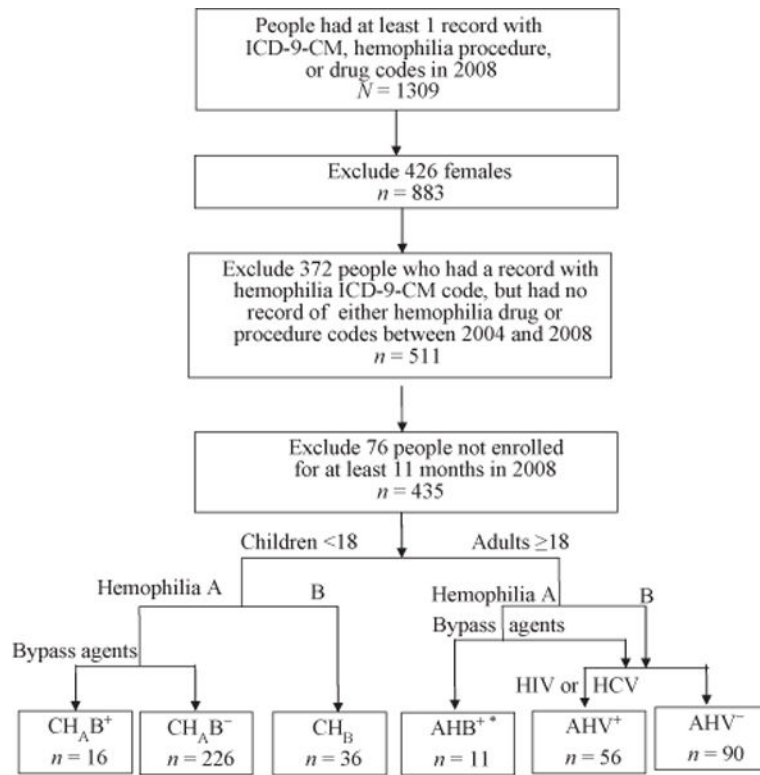 People had at least 1 record with
ICD-9-CM, hemophilia procedure,
or drug codes in 2008
N = 1309
Exclude 426 females
n = 883
Exclude 372 people who had a record with
hemophilia ICD-9-CM code, but had no
record of either hemophilia drug or
procedure codes between 2004 and 2008
n = 511
Exclude 76 people not enrolled
for at least 11 months in 2008
n = 435
Children <18
Adults ≥18
Hemophilia A
B
Hemophilia A
B
Bypass agents
Bypass agents
HIV or HCV
CH_AB⁺
n = 16
CH_AB⁻
n = 226
CH_B
n = 36
AHB⁺*
n = 11
AHV⁺
n = 56
AHV⁻
n = 90